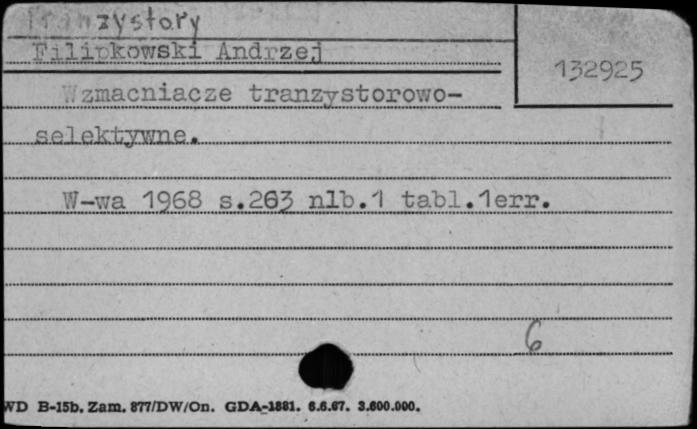 Tranzystory
Filipkowski Andrzej
132925
Wzmacniacze tranzystorowo-
selektywne.
W-wa 1968 s.263 nlb.1 tabl.1err.
6
WD B-15b. Zam. 877/DW/On. GDA-1881. 6.6.67. 3.600.000.